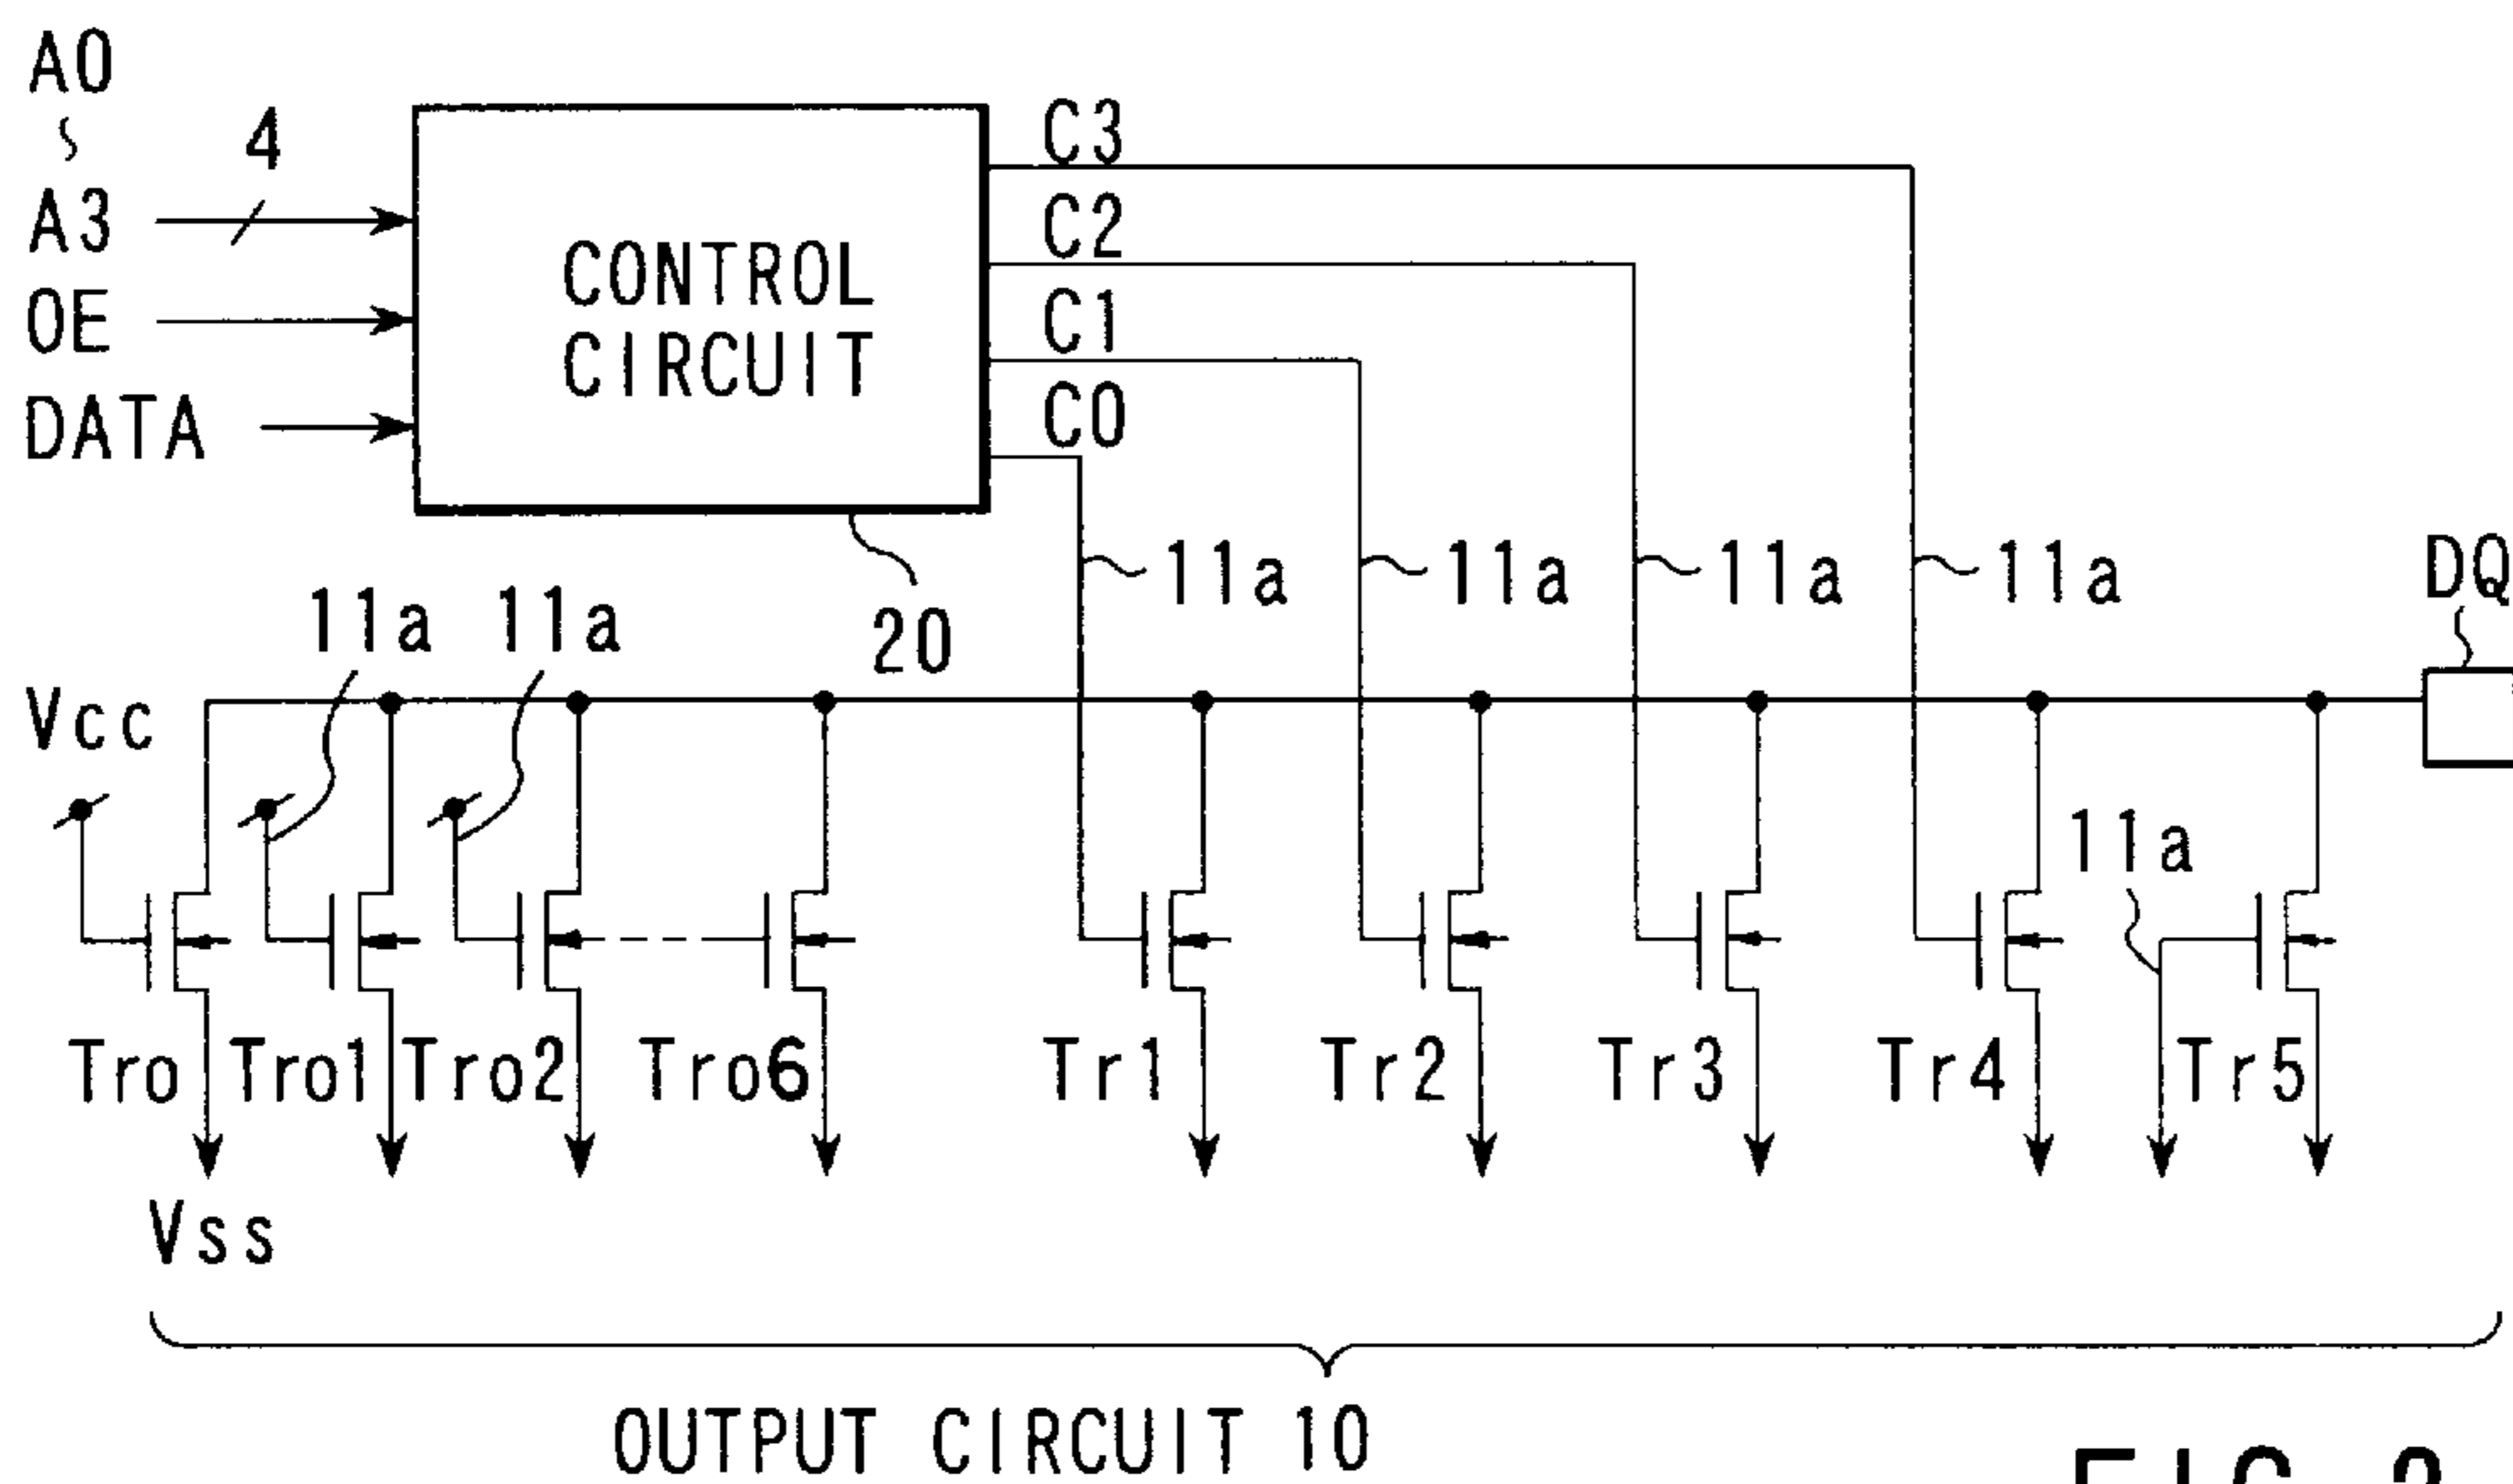 A0
A3
4
OE
DATA
CONTROL
CIRCUIT
C3
C2
C1
C0
11a
11a
11a
11a
DQ
11a
11a
20
Vcc
11a
Tro
Tro1
Tro2
Tro6
Tr1
Tr2
Tr3
Tr4
Tr5
Vss
OUTPUT CIRCUIT 10